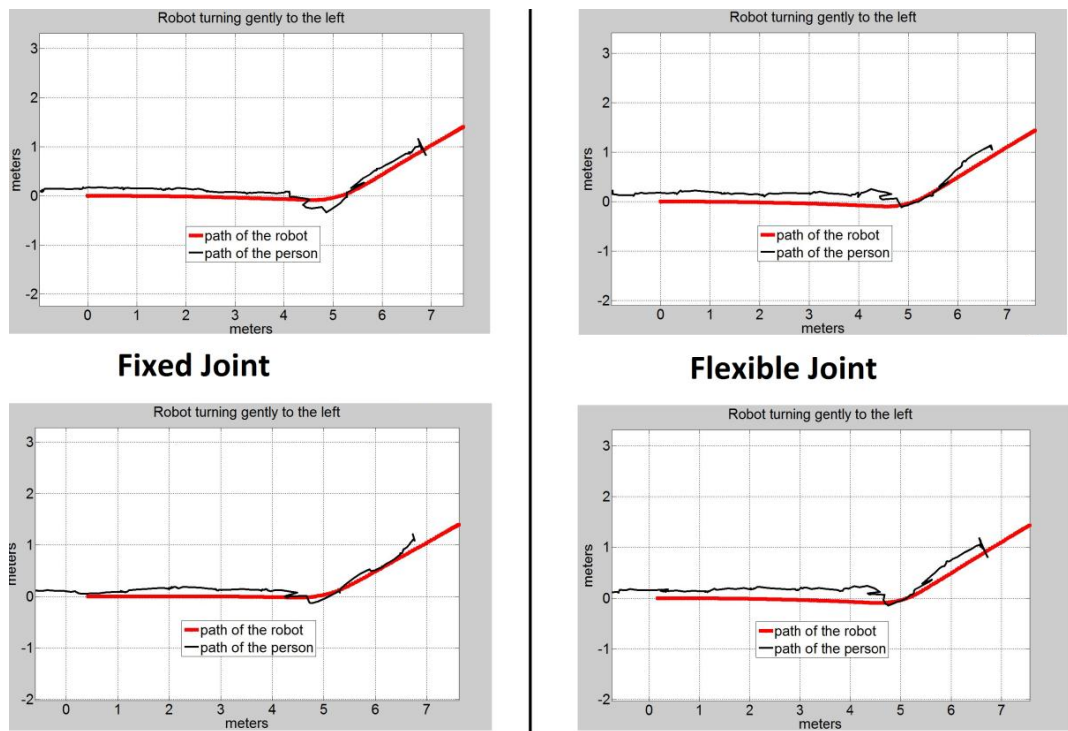 Robot turning gently to the left
3
2
1
0
-1
-2
meters
path of the robot
path of the person
0 1 2 3 4 5 6 7
meters
Robot turning gently to the left
3
2
1
0
-1
-2
meters
path of the robot
path of the person
0 1 2 3 4 5 6 7
meters
Fixed Joint
Flexible Joint
Robot turning gently to the left
3
2
1
0
-1
-2
meters
path of the robot
path of the person
0 1 2 3 4 5 6 7
meters
Robot turning gently to the left
3
2
1
0
-1
-2
meters
path of the robot
path of the person
0 1 2 3 4 5 6 7
meters